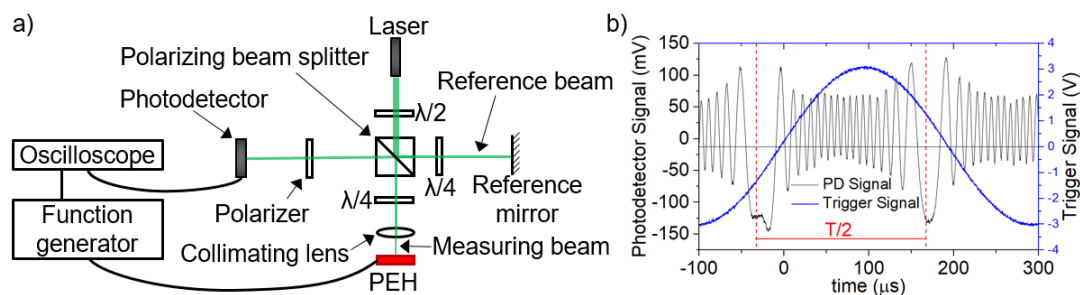 a)
Laser
Polarizing beam splitter
Reference beam
Photodetector
λ/2
Oscilloscope
λ/4
λ/4
Reference
mirror
Polarizer
Function
generator
Collimating lens
Measuring beam
PEH
b)
Photodetector Signal (mV)
150
100
50
0
-50
-100
-150
PD Signal
Trigger Signal
T/2
-100
0
100
200
300
time (μs)
3
2
1
0
-1
-2
-3
-4
Trigger Signal (V)